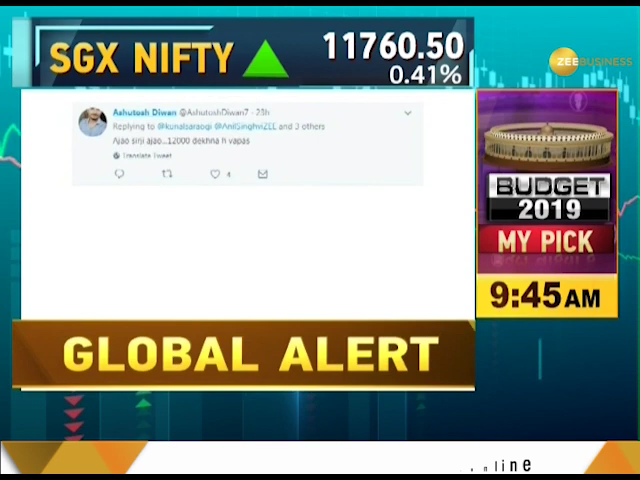 SGX NIFTY
11760.50
0.41%
ZEE BUSINESS
Ashutosh Diwan @AshutoshDiwan7 · 23h
Replying to @kunalsaraogi @AnilSinghviZEE and 3 others
Ajao sirji ajao...12000 dekhna h vapas
Translate Tweet
4
BUDGET
2019
MY PICK
9:45 AM
GLOBAL ALERT